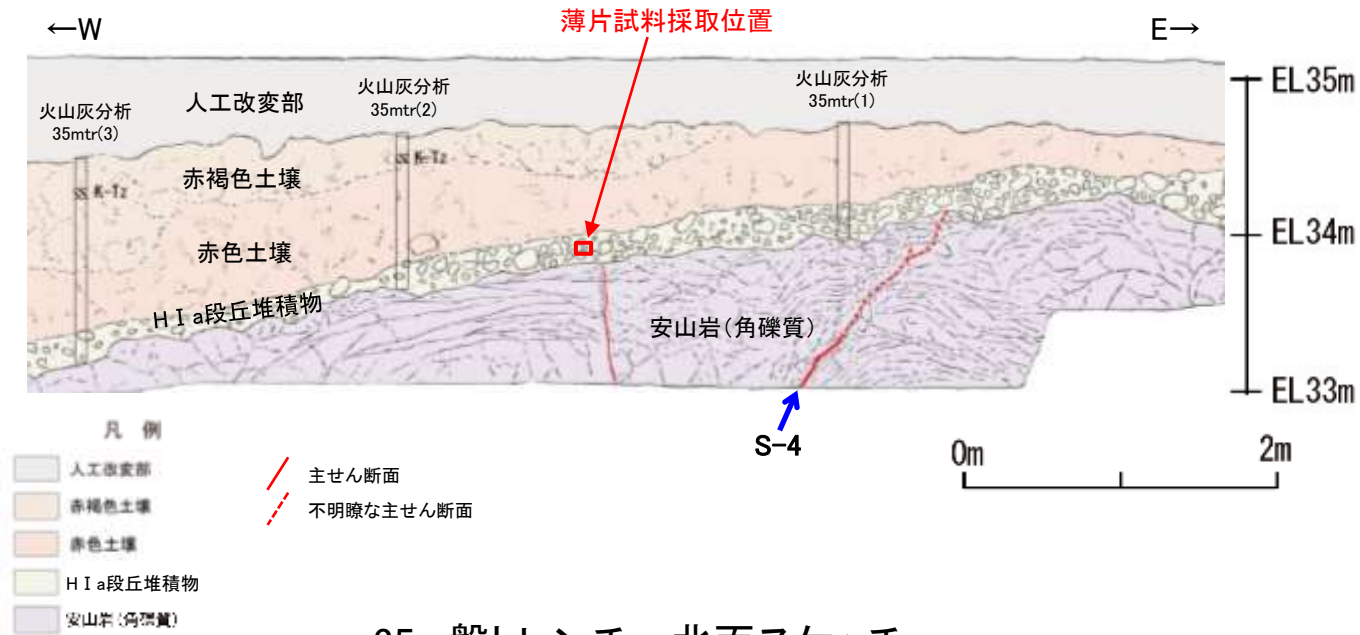 ←W
薄片試料採取位置
E→
火山灰分析
35mtr(3)
人工改変部
火山灰分析
35mtr(2)
火山灰分析
35mtr(1)
EL35m
K-Tz
K-Tz
赤褐色土壌
赤色土壌
EL34m
HⅠa段丘堆積物
安山岩(角礫質)
EL33m
S-4
0m
2m
凡 例
人工改変部
赤褐色土壌
赤色土壌
HⅠa段丘堆積物
安山岩(角礫質)
主せん断面
不明瞭な主せん断面